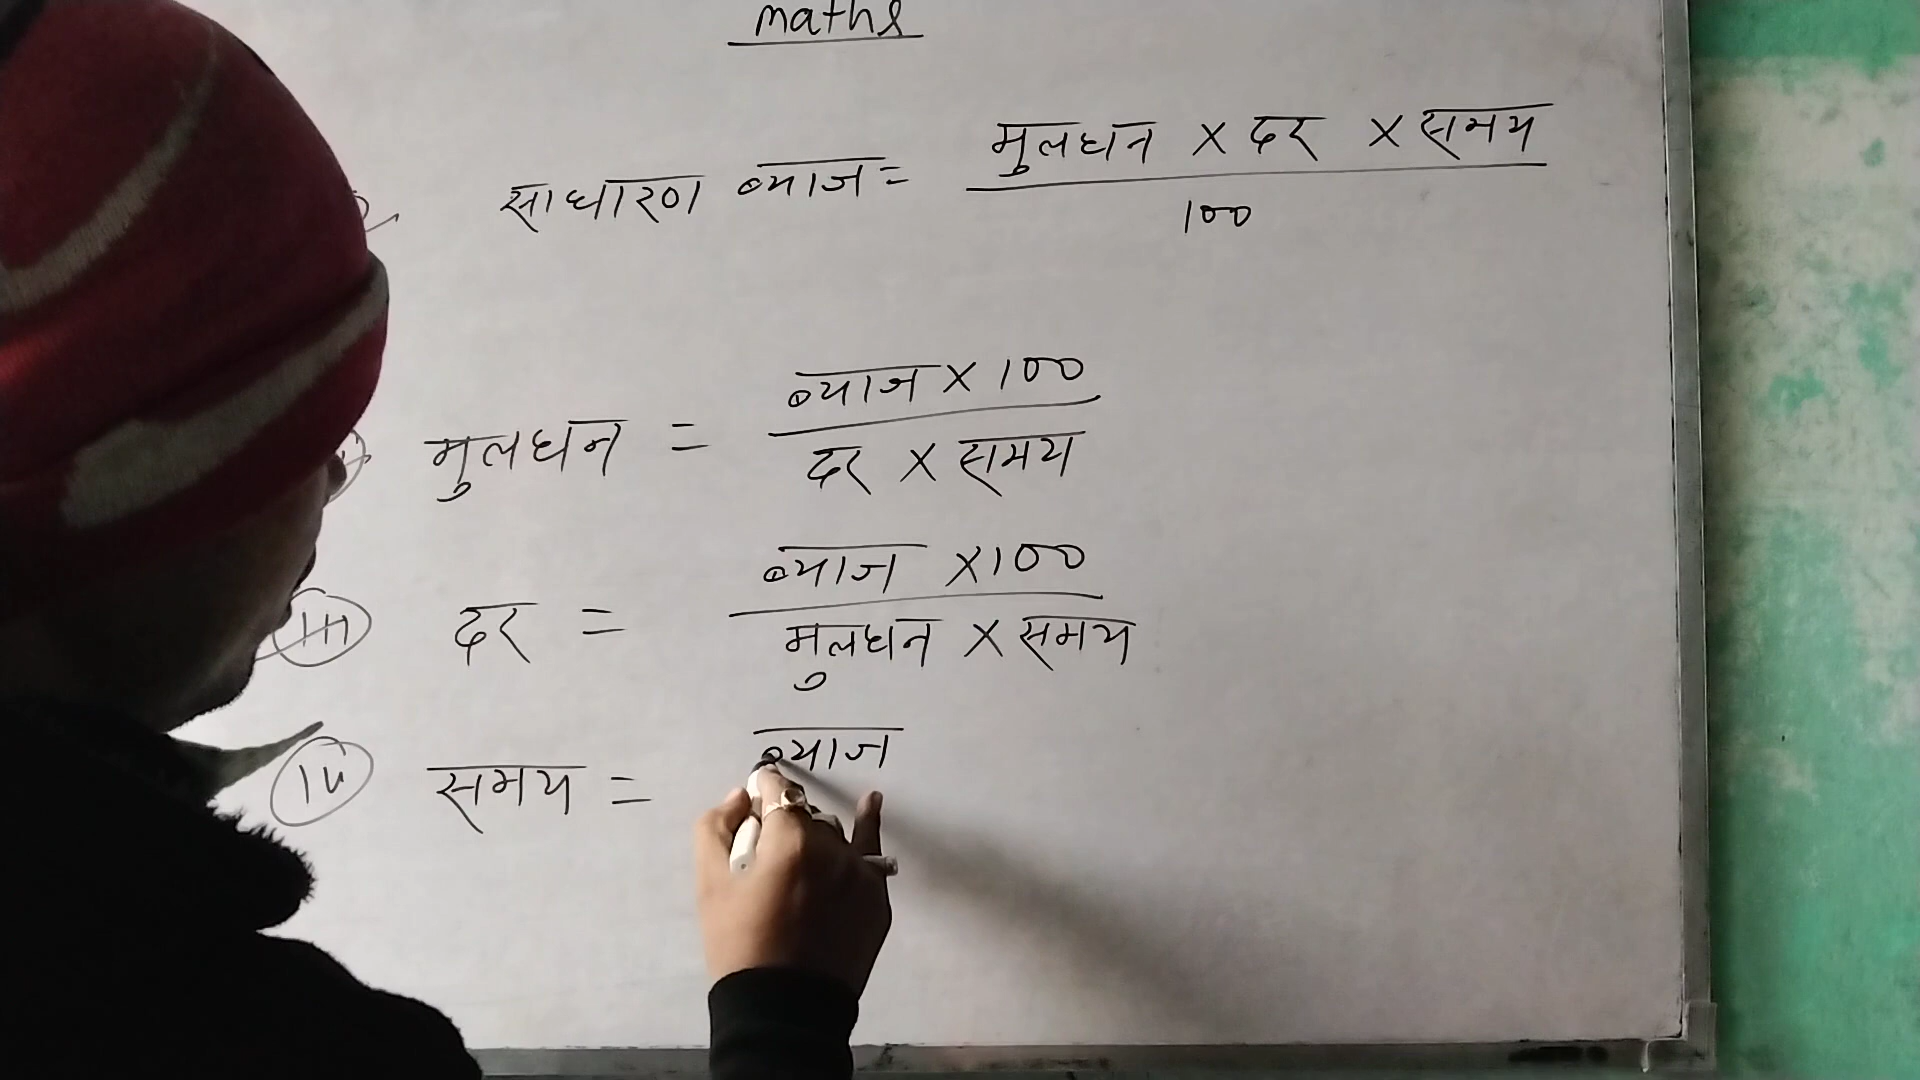 maths
साधारण ब्याज = मुलधन × दर × समय / 100
मुलधन = ब्याज × 100 / दर × समय
(iii) दर = ब्याज × 100 / मुलधन × समय
(iv) समय = ब्याज